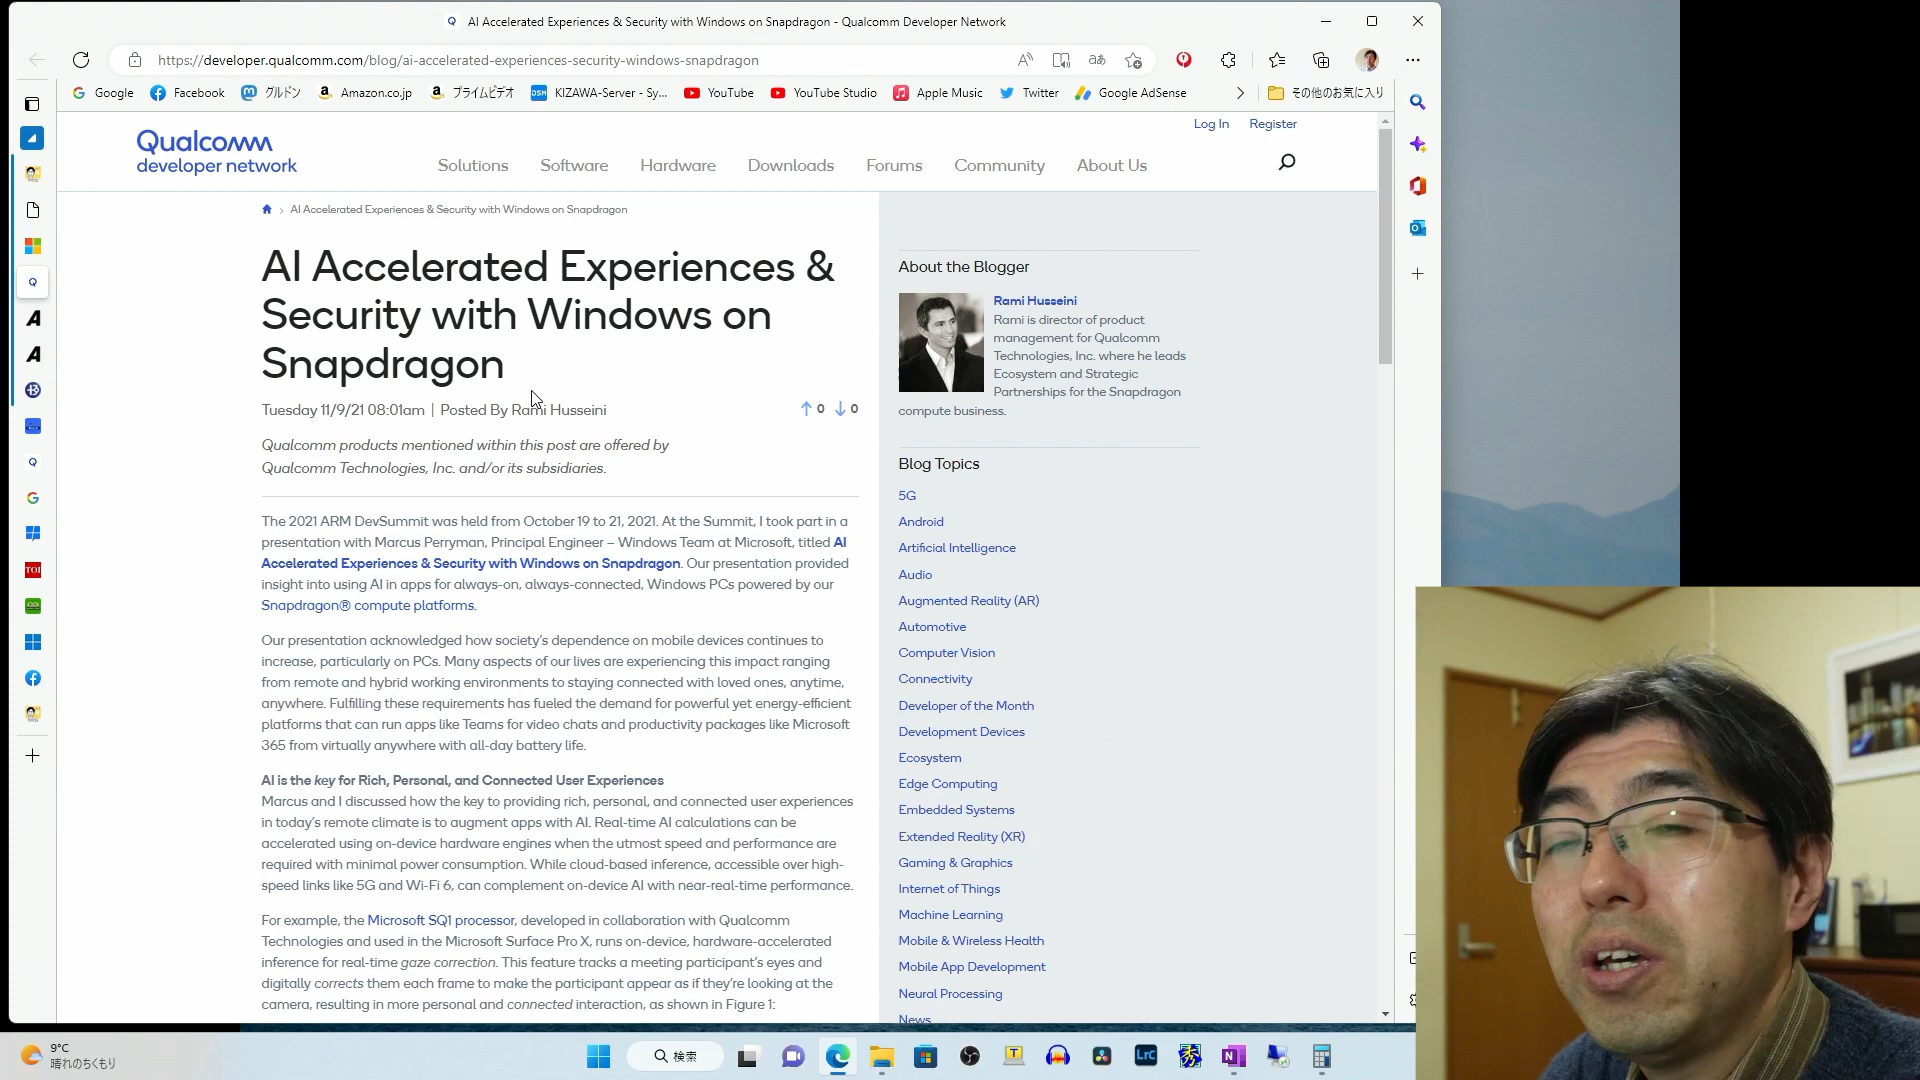 AI Accelerated Experiences & Security with Windows on Snapdragon - Qualcomm Developer Network
https://developer.qualcomm.com/blog/ai-accelerated-experiences-security-windows-snapdragon
Google
Facebook
グルドン
Amazon.co.jp
プライムビデオ
KIZAWA-Server - Sy...
YouTube
YouTube Studio
Apple Music
Twitter
Google AdSense
その他のお気に入り
Log In Register
Qualcomm
developer network
Solutions Software Hardware Downloads Forums Community About Us
AI Accelerated Experiences & Security with Windows on Snapdragon
AI Accelerated Experiences &
Security with Windows on
Snapdragon
Tuesday 11/9/21 08:01am | Posted By Rami Husseini
0 0
Qualcomm products mentioned within this post are offered by
Qualcomm Technologies, Inc. and/or its subsidiaries.
The 2021 ARM DevSummit was held from October 19 to 21, 2021. At the Summit, I took part in a
presentation with Marcus Perryman, Principal Engineer – Windows Team at Microsoft, titled AI
Accelerated Experiences & Security with Windows on Snapdragon. Our presentation provided
insight into using AI in apps for always-on, always-connected, Windows PCs powered by our
Snapdragon® compute platforms.
Our presentation acknowledged how society's dependence on mobile devices continues to
increase, particularly on PCs. Many aspects of our lives are experiencing this impact ranging
from remote and hybrid working environments to staying connected with loved ones, anytime,
anywhere. Fulfilling these requirements has fueled the demand for powerful yet energy-efficient
platforms that can run apps like Teams for video chats and productivity packages like Microsoft
365 from virtually anywhere with all-day battery life.
AI is the key for Rich, Personal, and Connected User Experiences
Marcus and I discussed how the key to providing rich, personal, and connected user experiences
in today's remote climate is to augment apps with AI. Real-time AI calculations can be
accelerated using on-device hardware engines when the utmost speed and performance are
required with minimal power consumption. While cloud-based inference, accessible over high-
speed links like 5G and Wi-Fi 6, can complement on-device AI with near-real-time performance.
For example, the Microsoft SQ1 processor, developed in collaboration with Qualcomm
Technologies and used in the Microsoft Surface Pro X, runs on-device, hardware-accelerated
inference for real-time gaze correction. This feature tracks a meeting participant's eyes and
digitally corrects them each frame to make the participant appear as if they're looking at the
camera, resulting in more personal and connected interaction, as shown in Figure 1:
About the Blogger
Rami Husseini
Rami is director of product
management for Qualcomm
Technologies, Inc. where he leads
Ecosystem and Strategic
Partnerships for the Snapdragon
compute business.
Blog Topics
5G
Android
Artificial Intelligence
Audio
Augmented Reality (AR)
Automotive
Computer Vision
Connectivity
Developer of the Month
Development Devices
Ecosystem
Edge Computing
Embedded Systems
Extended Reality (XR)
Gaming & Graphics
Internet of Things
Machine Learning
Mobile & Wireless Health
Mobile App Development
Neural Processing
News
9°C
晴れのちくもり
検索
LrC